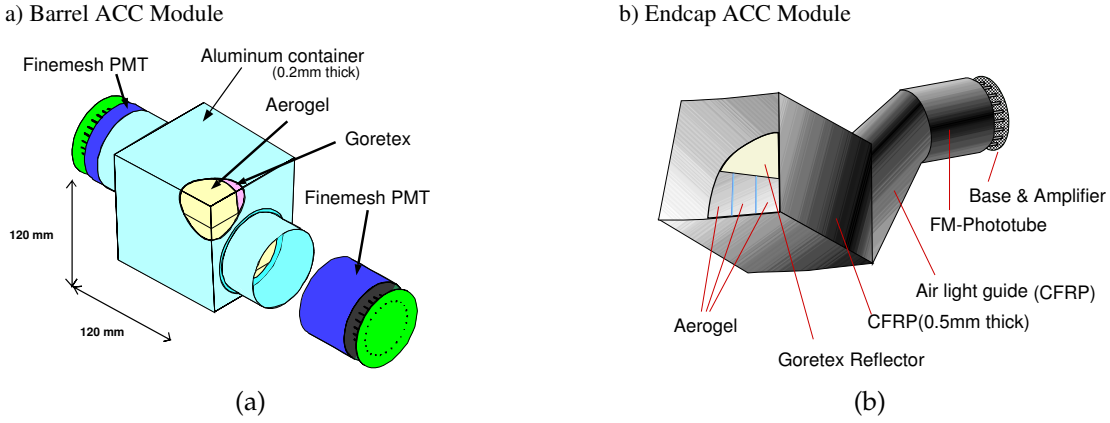 a) Barrel ACC Module
Finemesh PMT
Aluminum container
(0.2mm thick)
Aerogel
Goretex
Finemesh PMT
120 mm
120 mm
(a)
b) Endcap ACC Module
Base & Amplifier
FM-Phototube
Air light guide (CFRP)
Aerogel
CFRP(0.5mm thick)
Goretex Reflector
(b)